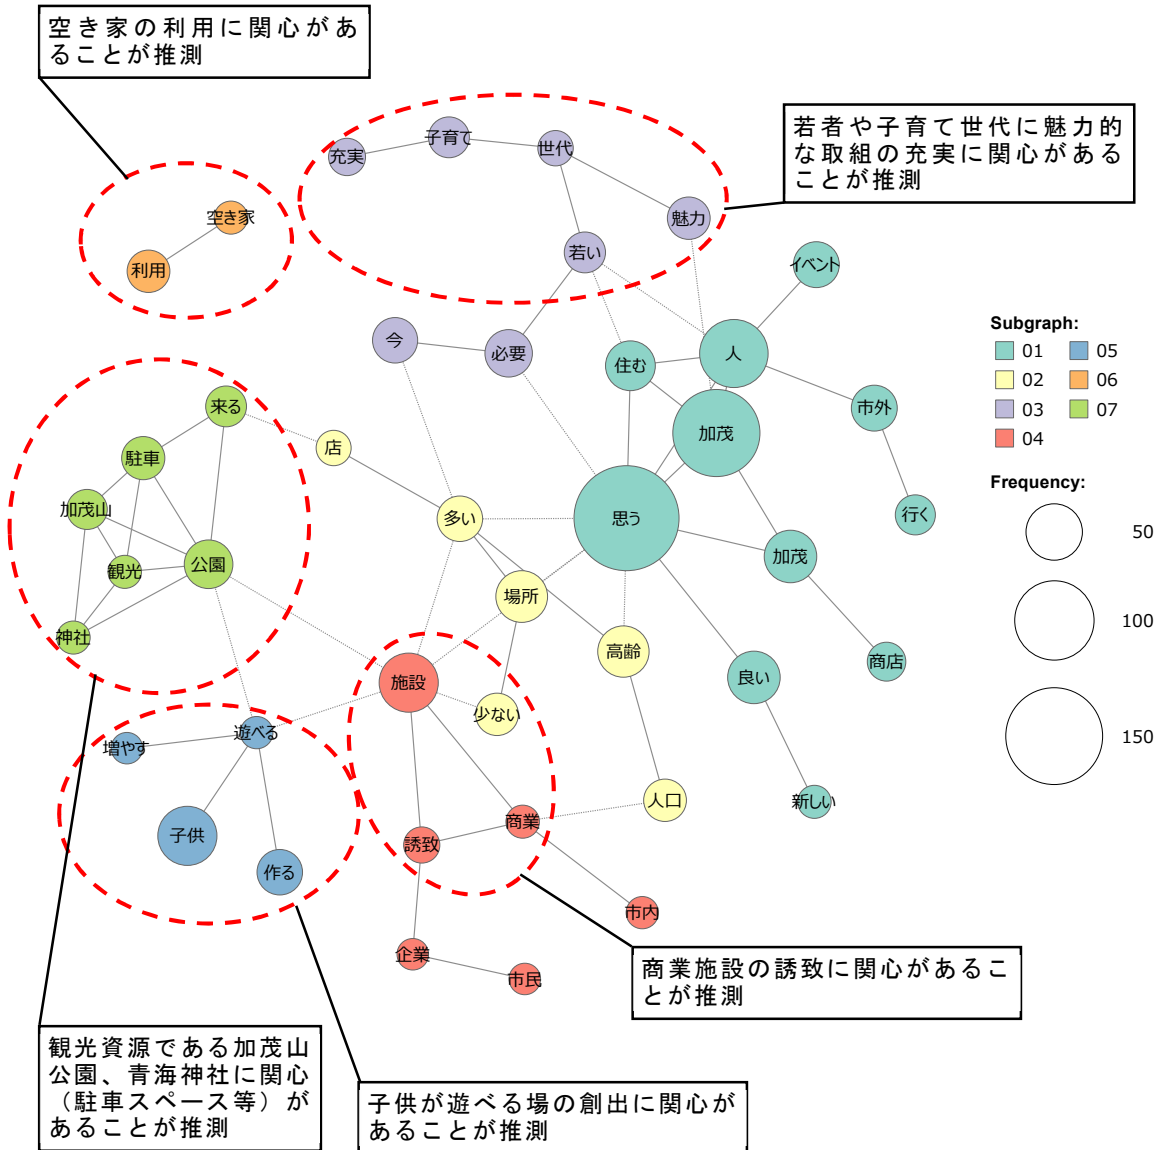 空き家の利用に関心があ
ることが推測
若者や子育て世代に魅力的
な取組の充実に関心がある
ことが推測
充実
子育て
世代
魅力
空き家
利用
若い
イベント
今
必要
住む
人
加茂
市外
行く
来る
店
駐車
加茂山
観光
公園
神社
多い
思う
加茂
場所
高齢
良い
商店
施設
少ない
遊べる
増やす
子供
作る
人口
新しい
商業
誘致
市内
企業
市民
Subgraph:
01 05
02 06
03 07
04
Frequency:
50
100
150
商業施設の誘致に関心があるこ
とが推測
観光資源である加茂山
公園、青海神社に関心
（駐車スペース等）が
あることが推測
子供が遊べる場の創出に関心が
あることが推測